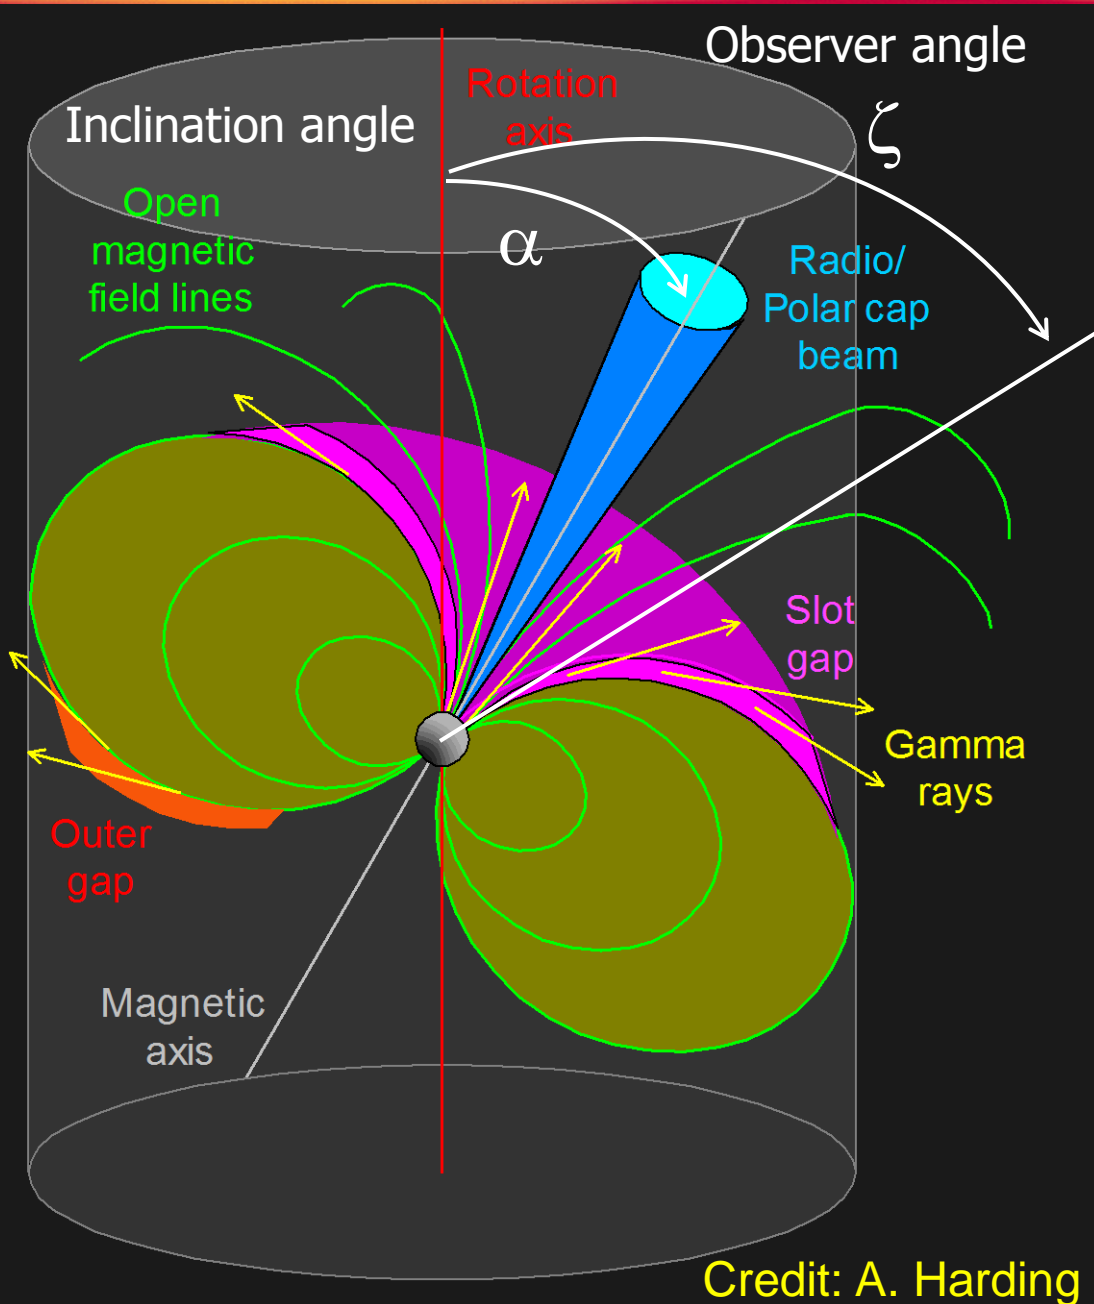 Observer angle
ζ
Rotation
axis
Inclination angle
α
Open
magnetic
field lines
Radio/
Polar cap
beam
Slot
gap
Gamma
rays
Outer
gap
Magnetic
axis
Credit: A. Harding